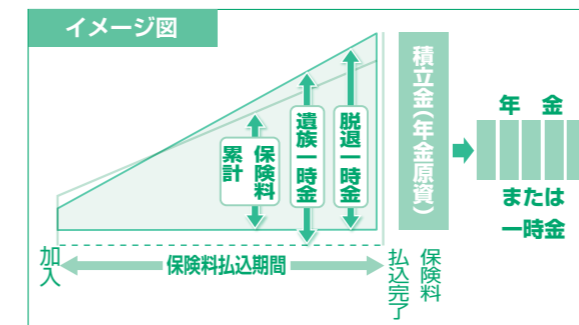 イメージ図
保険料
累計
遺族一時金
脱退一時金
積立金(年金原資)
年金
または
一時金
加入
保険料払込期間
保険料
払込完了